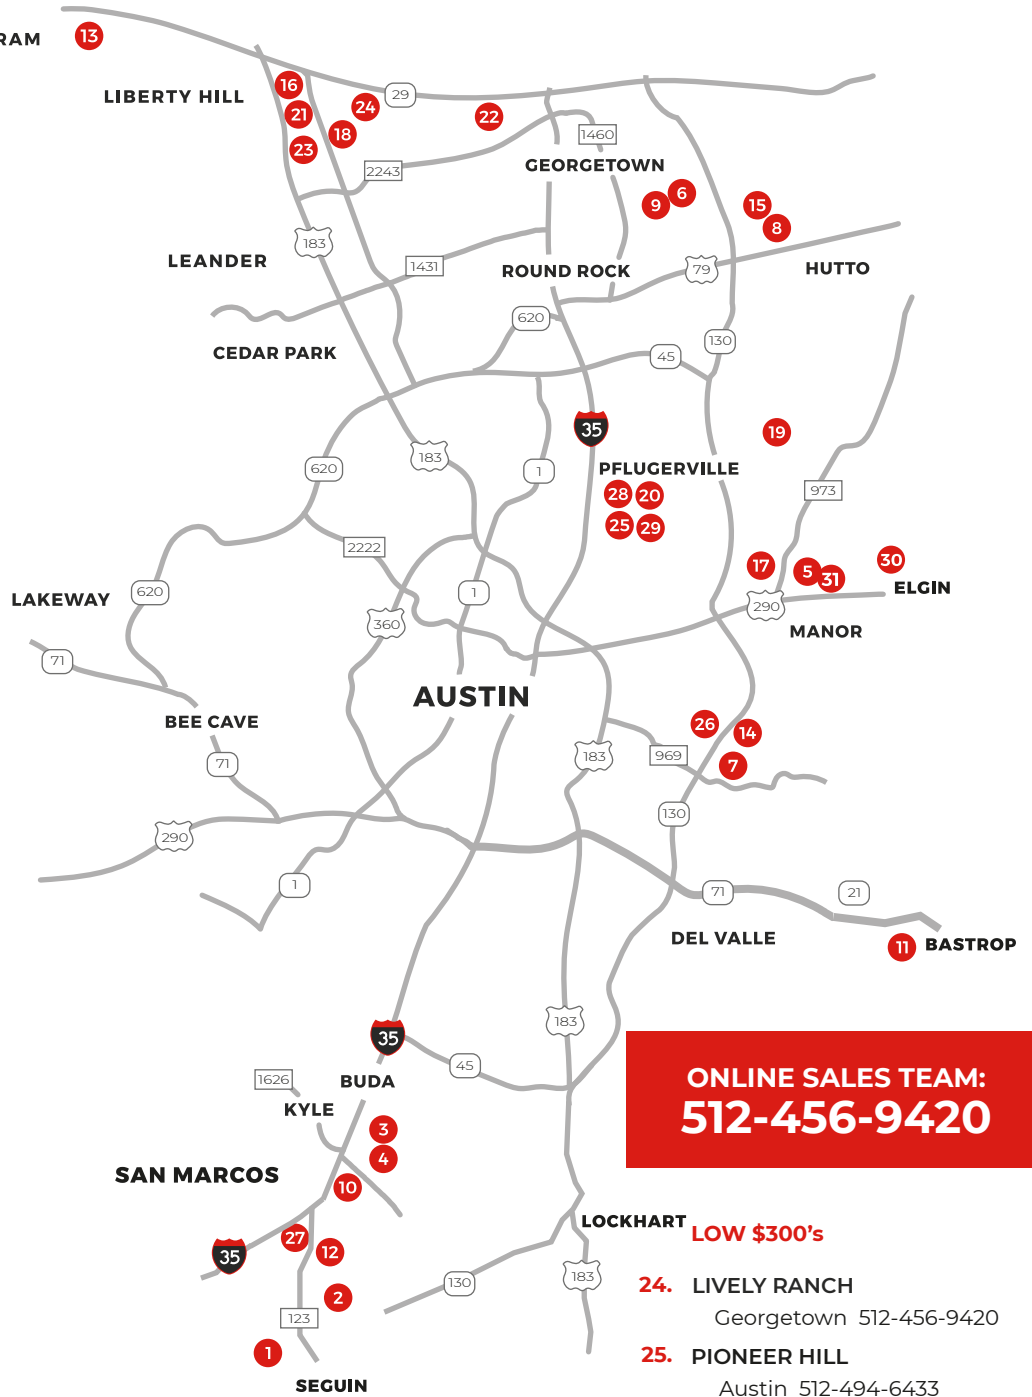 RAM
13
LIBERTY HILL
16
21
24
29
22
18
23
1460
2243
GEORGETOWN
9
6
15
8
183
LEANDER
1431
ROUND ROCK
79
HUTTO
620
CEDAR PARK
45
130
35
19
183
620
1
PFLUGERVILLE
28
20
973
25
29
2222
17
5
31
30
ELGIN
LAKEWAY
620
1
290
360
MANOR
71
AUSTIN
BEE CAVE
26
14
71
183
969
7
130
290
1
71
21
DEL VALLE
11
BASTROP
183
35
45
1626
BUDA
KYLE
3
4
SAN MARCOS
10
27
12
35
2
130
183
123
1
SEGUIN
LOCKHART
ONLINE SALES TEAM:
512-456-9420
LOW $300's
24. LIVELY RANCH
Georgetown 512-456-9420
25. PIONEER HILL
Austin 512-494-6433